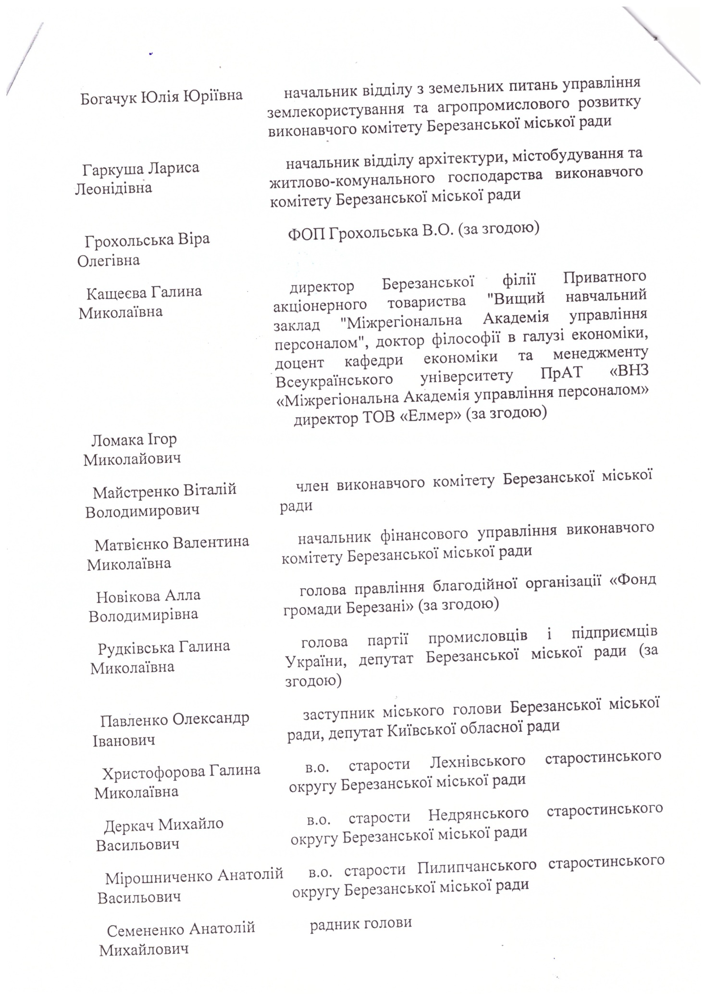 Богачук Юлія Юріївна
начальник відділу з земельних питань управління
землекористування та агропромислового розвитку
виконавчого комітету Березанської міської ради
Гаркуша Лариса
Леонідівна
начальник відділу архітектури, містобудування та
житлово-комунального господарства виконавчого
комітету Березанської міської ради
Грохольська Віра
Олегівна
ФОП Грохольська В.О. (за згодою)
Кащеєва Галина
Миколаївна
директор Березанської філії Приватного
акціонерного товариства "Вищий навчальний
заклад "Міжрегіональна Академія управління
персоналом", доктор філософії в галузі економіки,
доцент кафедри економіки та менеджменту
Всеукраїнського університету ПрАТ «ВНЗ
«Міжрегіональна Академія управління персоналом»
директор ТОВ «Елмер» (за згодою)
Ломака Ігор
Миколайович
Майстренко Віталій
Володимирович
член виконавчого комітету Березанської міської
ради
Матвієнко Валентина
Миколаївна
начальник фінансового управління виконавчого
комітету Березанської міської ради
Новікова Алла
Володимирівна
голова правління благодійної організації «Фонд
громади Березані» (за згодою)
Рудківська Галина
Миколаївна
голова партії промисловців і підприємців
України, депутат Березанської міської ради (за
згодою)
Павленко Олександр
Іванович
заступник міського голови Березанської міської
ради, депутат Київської обласної ради
Христофорова Галина
Миколаївна
в.о. старости Лехнівського старостинського
округу Березанської міської ради
Деркач Михайло
Васильович
в.о. старости Недрянського старостинського
округу Березанської міської ради
Мірошниченко Анатолій
Васильович
в.о. старости Пилипчанського старостинського
округу Березанської міської ради
Семененко Анатолій
Михайлович
радник голови